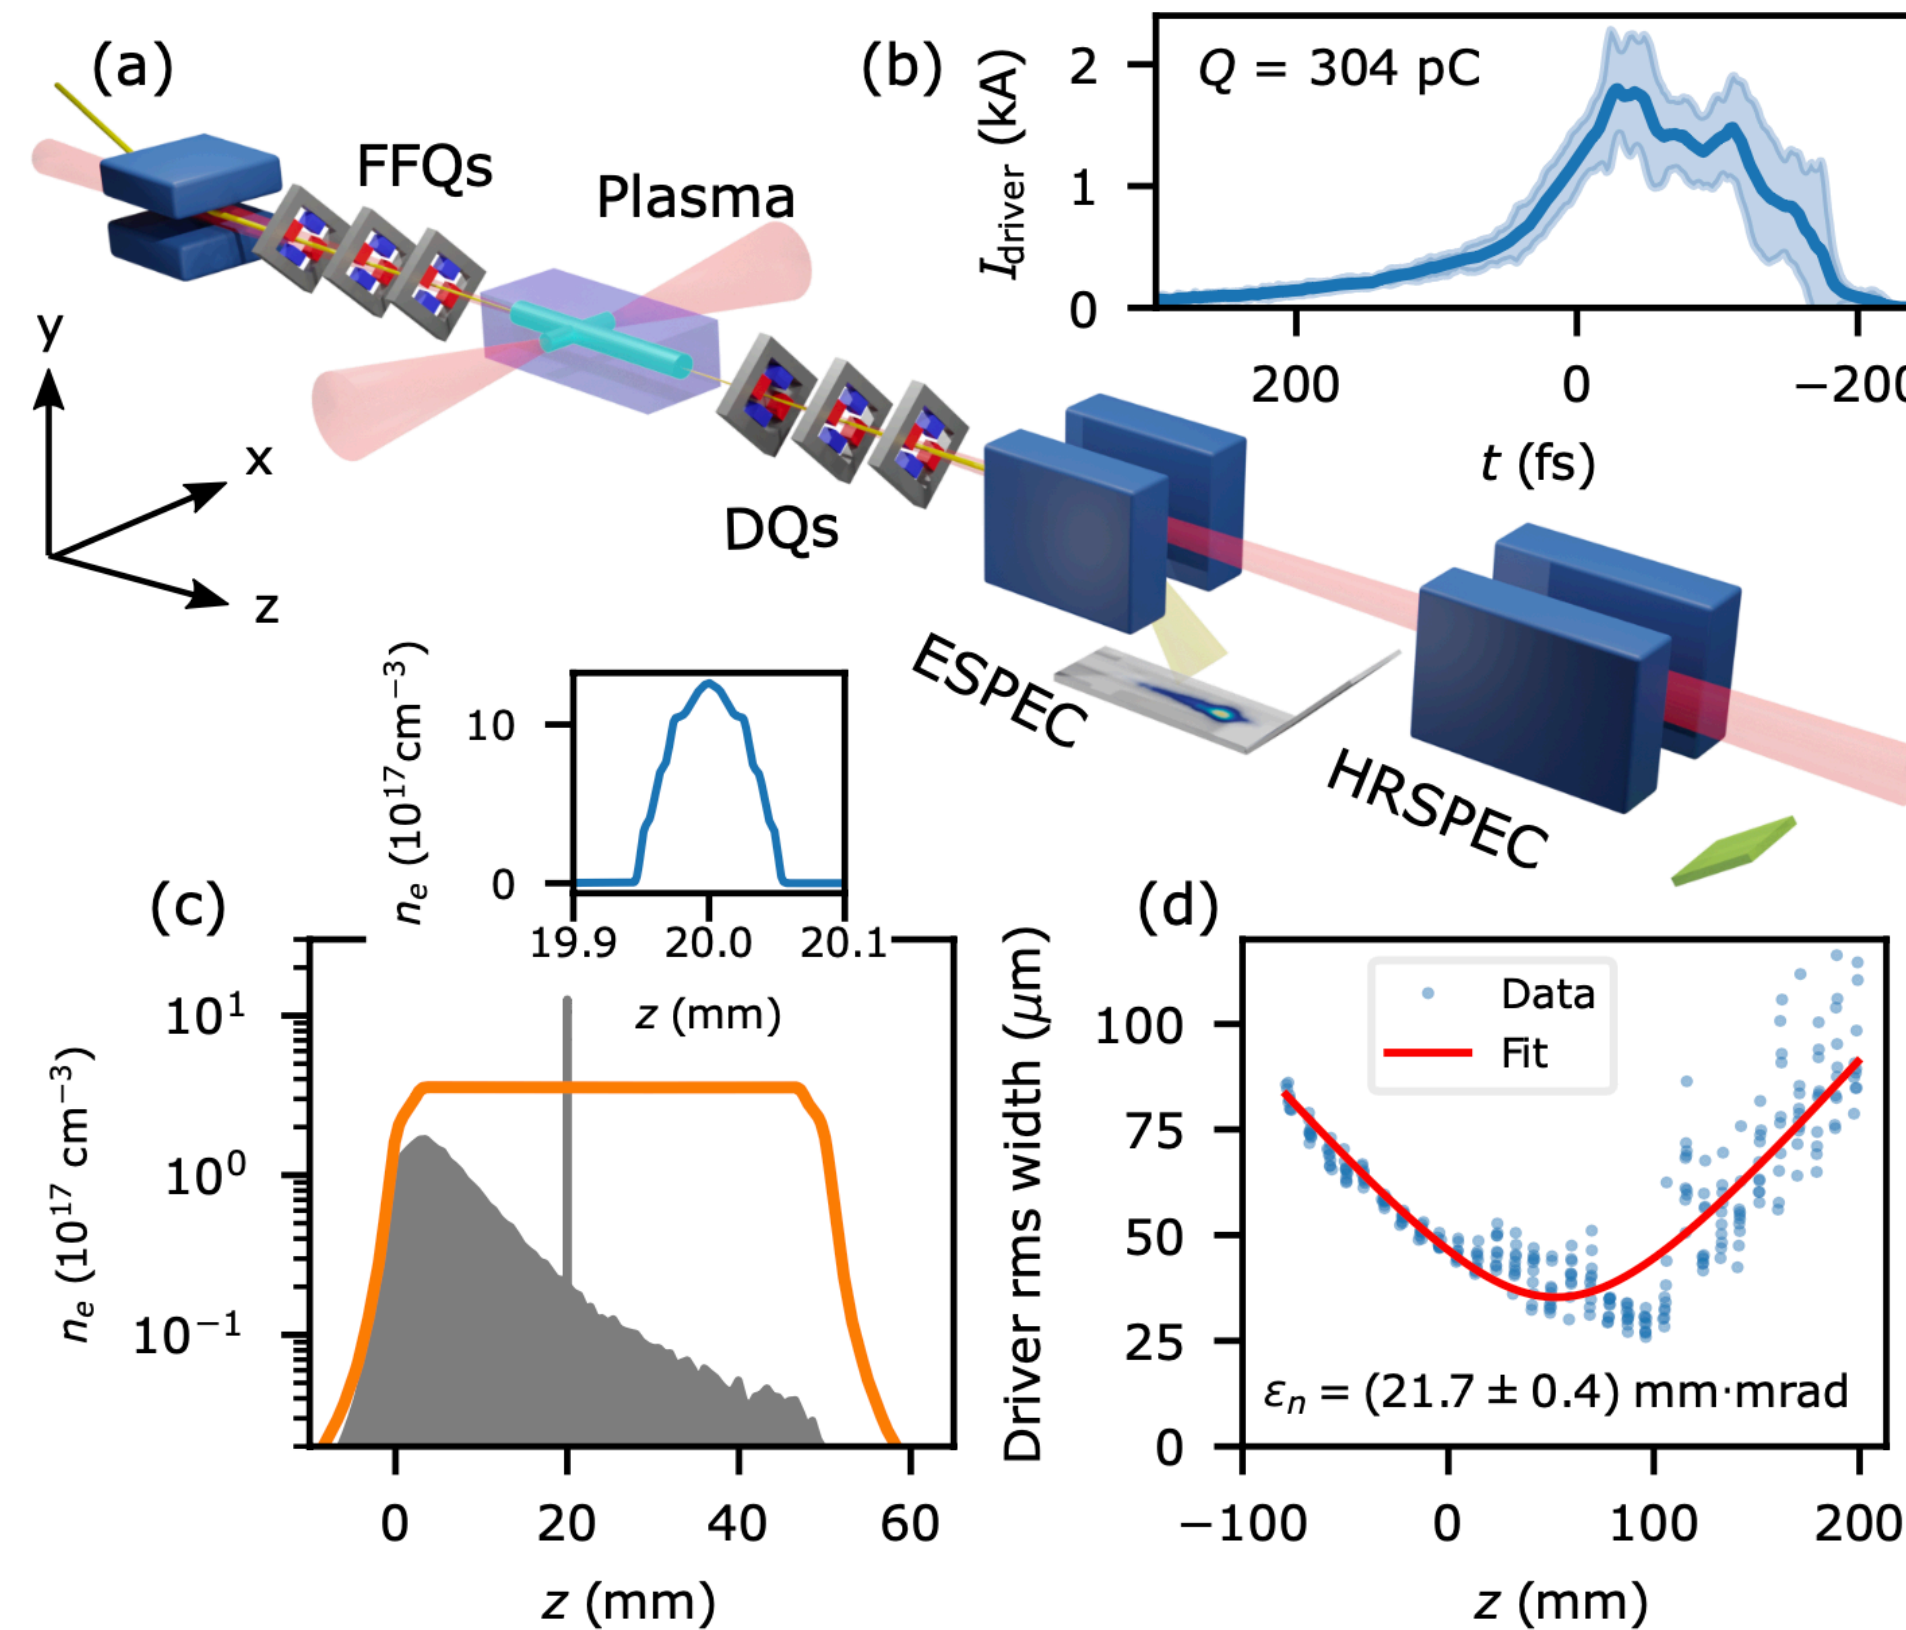 (a)
FFQs
Plasma
y
x
z
DQs
ESPEC
HRSPEC
(b)
I_driver (kA)
Q = 304 pC
2
1
0
200 0 −200
t (fs)
(c)
n_e (10^17 cm^−3)
10
0
19.9 20.0 20.1
z (mm)
n_e (10^17 cm^−3)
10^1
10^0
10^−1
0 20 40 60
z (mm)
(d)
Driver rms width (μm)
Data
Fit
100
75
50
25
0
ε_n = (21.7 ± 0.4) mm·mrad
−100 0 100 200
z (mm)